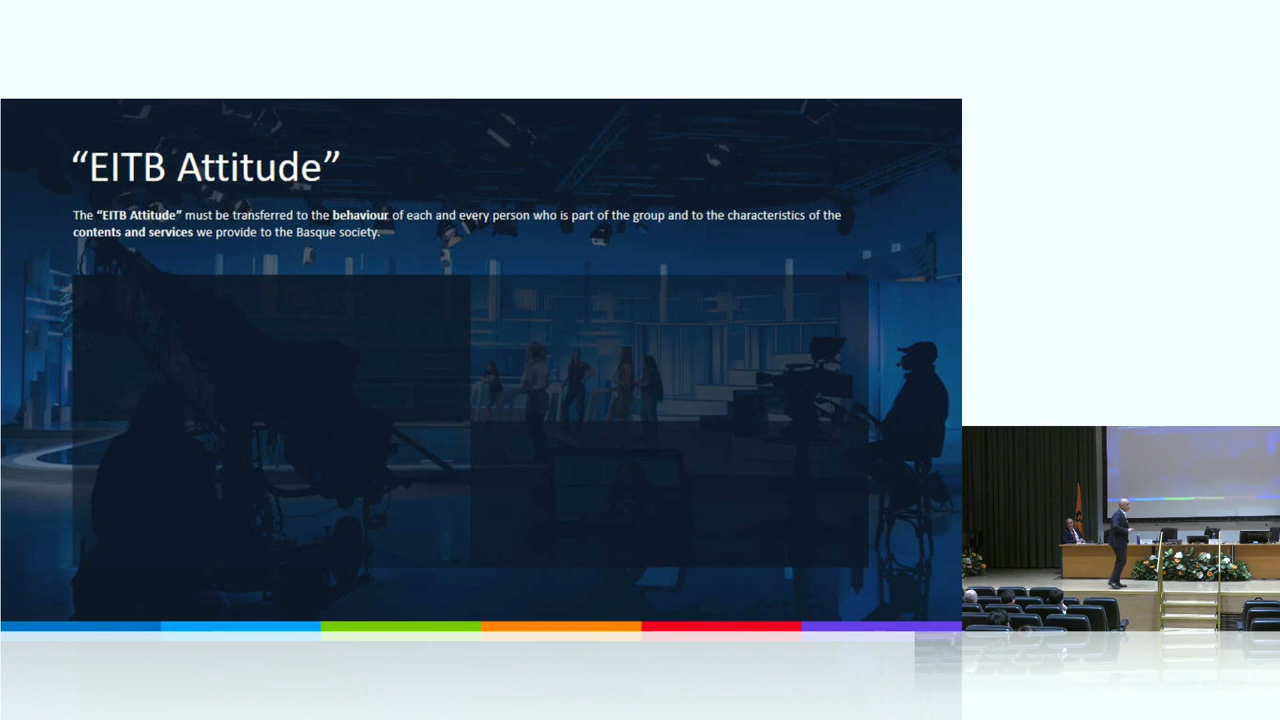 “EITB Attitude”
The “EITB Attitude” must be transferred to the behaviour of each and every person who is part of the group and to the characteristics of the
contents and services we provide to the Basque society.